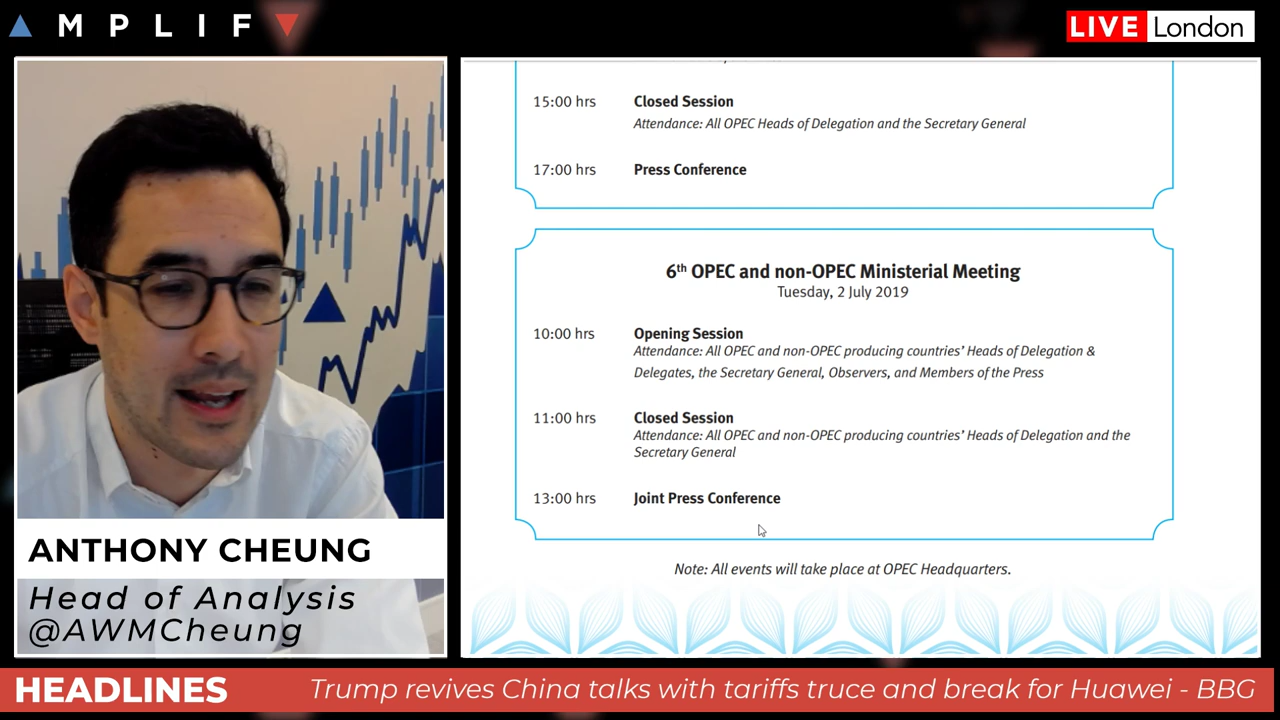 AMPLIFY
LIVE London
15:00 hrs Closed Session
Attendance: All OPEC Heads of Delegation and the Secretary General
17:00 hrs Press Conference
6th OPEC and non-OPEC Ministerial Meeting
Tuesday, 2 July 2019
10:00 hrs Opening Session
Attendance: All OPEC and non-OPEC producing countries' Heads of Delegation &
Delegates, the Secretary General, Observers, and Members of the Press
11:00 hrs Closed Session
Attendance: All OPEC and non-OPEC producing countries' Heads of Delegation and the
Secretary General
13:00 hrs Joint Press Conference
Note: All events will take place at OPEC Headquarters.
ANTHONY CHEUNG
Head of Analysis
@AWMCheung
HEADLINES Trump revives China talks with tariffs truce and break for Huawei - BBG